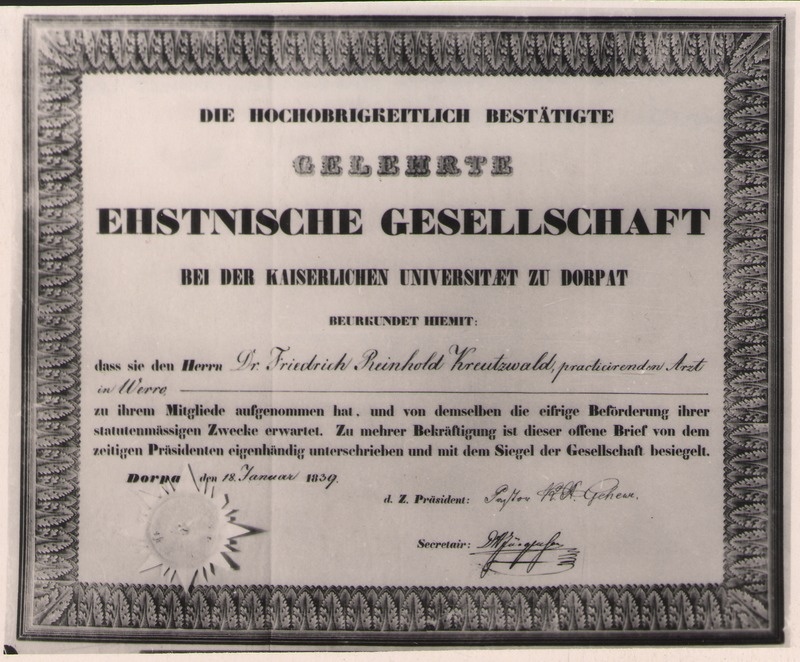 DIE HOCHOBRIGKEITLICH BESTÄTIGTE
GELEHRTE
EHSTNISCHE GESELLSCHAFT
BEI DER KAISERLICHEN UNIVERSITÆT ZU DORPAT
BEURKUNDET HIEMIT:
dass sie den Herrn Dr. Friedrich Reinhold Kreutzwald, practicirenden Arzt
in Werro
zu ihrem Mitgliede aufgenommen hat, und von demselben die eifrige Beförderung ihrer
statutenmässigen Zwecke erwartet. Zu mehrer Bekräftigung ist dieser offene Brief von dem
zeitigen Präsidenten eigenhändig unterschrieben und mit dem Siegel der Gesellschaft besiegelt.
Dorpa den 18. Januar 1839.
d. Z. Präsident: Pastor
Secretair: